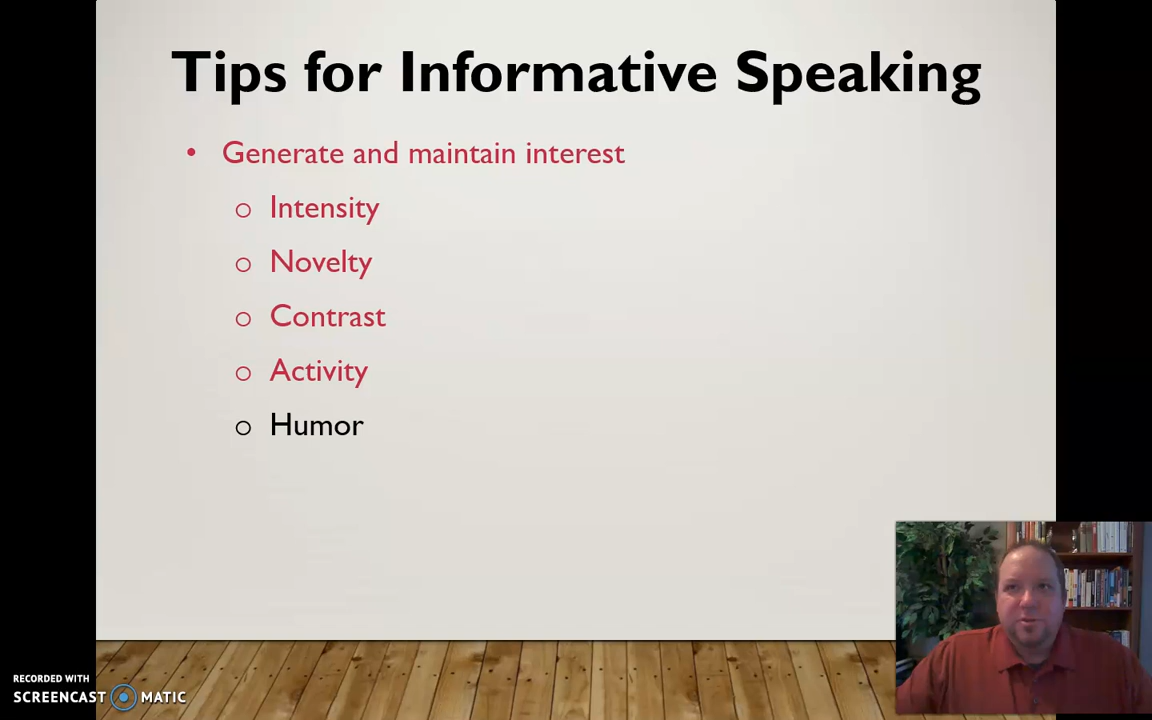 Tips for Informative Speaking
• Generate and maintain interest
o Intensity
o Novelty
o Contrast
o Activity
o Humor
RECORDED WITH
SCREENCAST MATIC